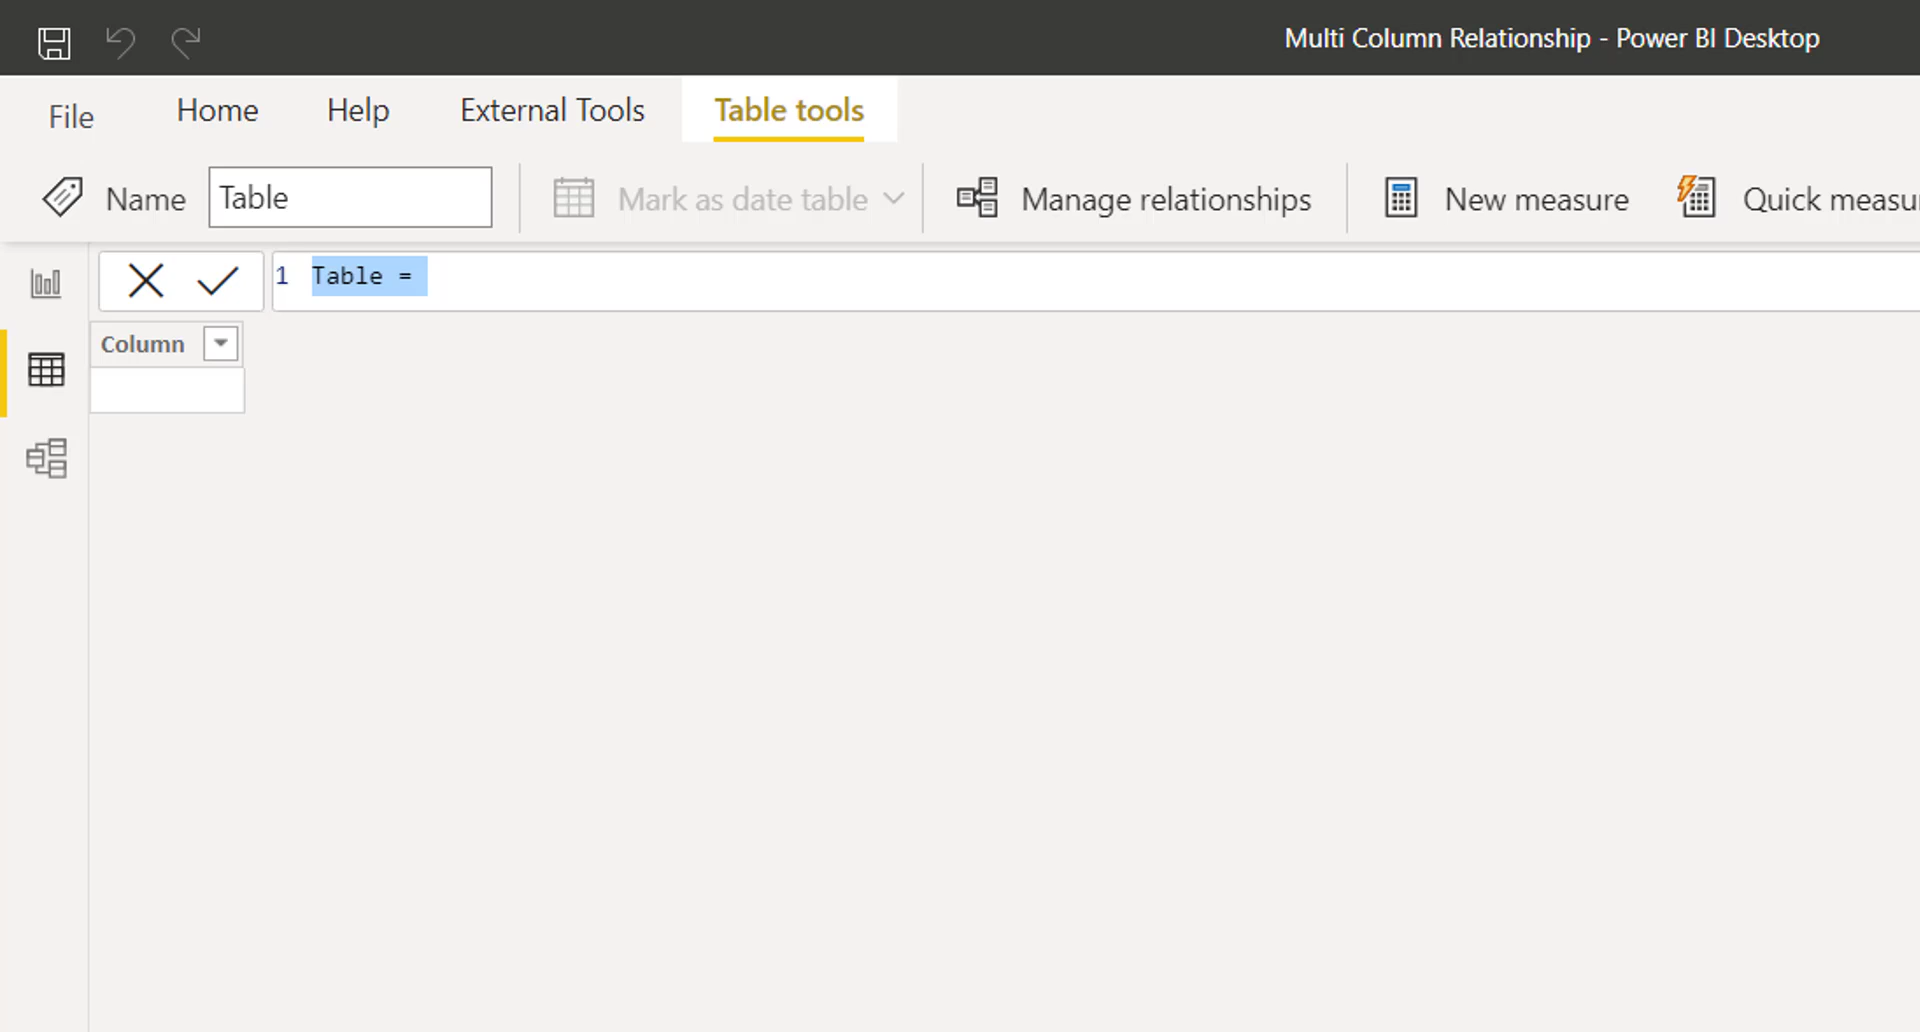 Multi Column Relationship - Power BI Desktop
File Home Help External Tools Table tools
Name Table Mark as date table Manage relationships New measure Quick measu
1 Table =
Column